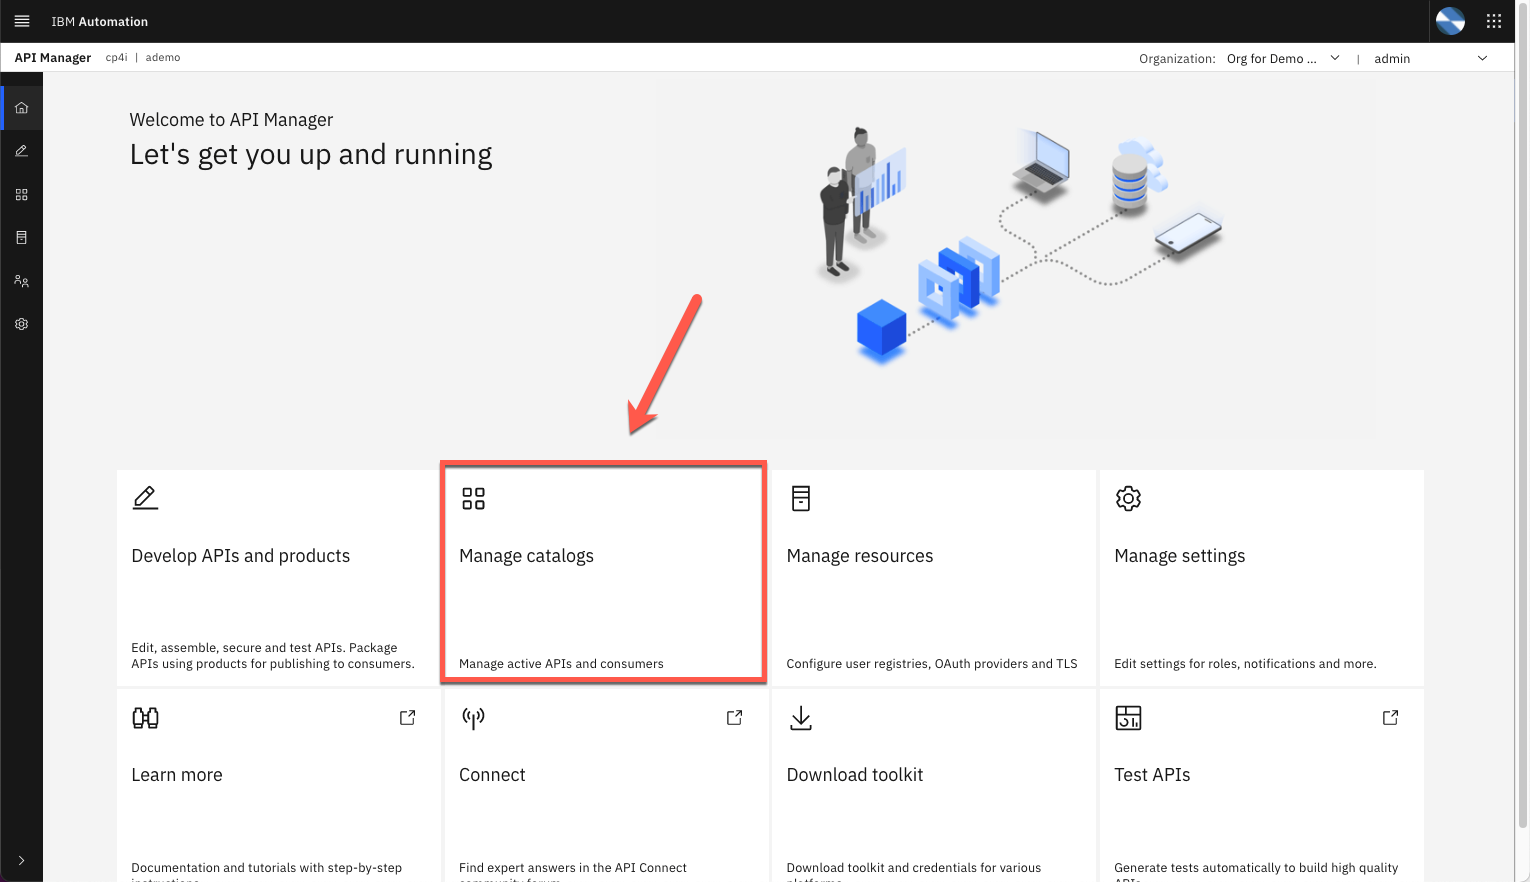 IBM Automation
API Manager cp4i | ademo
Organization: Org for Demo ... | admin
Welcome to API Manager
Let's get you up and running
Develop APIs and products
Edit, assemble, secure and test APIs. Package
APIs using products for publishing to consumers.
Manage catalogs
Manage active APIs and consumers
Manage resources
Configure user registries, OAuth providers and TLS
Manage settings
Edit settings for roles, notifications and more.
Learn more
Documentation and tutorials with step-by-step
Connect
Find expert answers in the API Connect
Download toolkit
Download toolkit and credentials for various
Test APIs
Generate tests automatically to build high quality